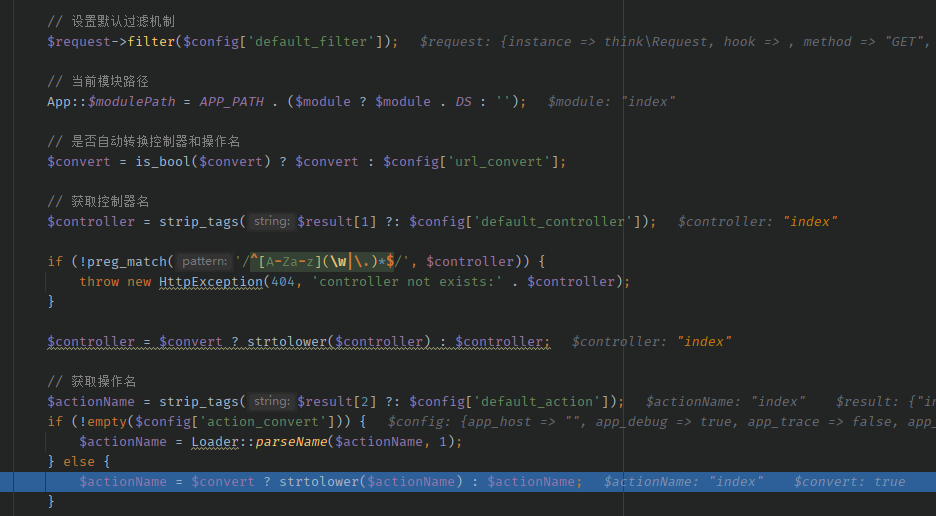 // 设置默认过滤机制
$request->filter($config['default_filter']); $request: {instance => think\Request, hook => , method => "GET",
// 当前模块路径
App::$modulePath = APP_PATH . ($module ? $module . DS : ''); $module: "index"
// 是否自动转换控制器和操作名
$convert = is_bool($convert) ? $convert : $config['url_convert'];
// 获取控制器名
$controller = strip_tags( string: $result[1] ?: $config['default_controller']); $controller: "index"
if (!preg_match( pattern: '/^[A-Za-z](\w|\.)*$/', $controller)) {
throw new HttpException(404, 'controller not exists:' . $controller);
}
$controller = $convert ? strtolower($controller) : $controller; $controller: "index"
// 获取操作名
$actionName = strip_tags( string: $result[2] ?: $config['default_action']); $actionName: "index" $result: {"in
if (!empty($config['action_convert'])) { $config: {app_host => "", app_debug => true, app_trace => false, app_
$actionName = Loader::parseName($actionName, 1);
} else {
$actionName = $convert ? strtolower($actionName) : $actionName; $actionName: "index" $convert: true
}